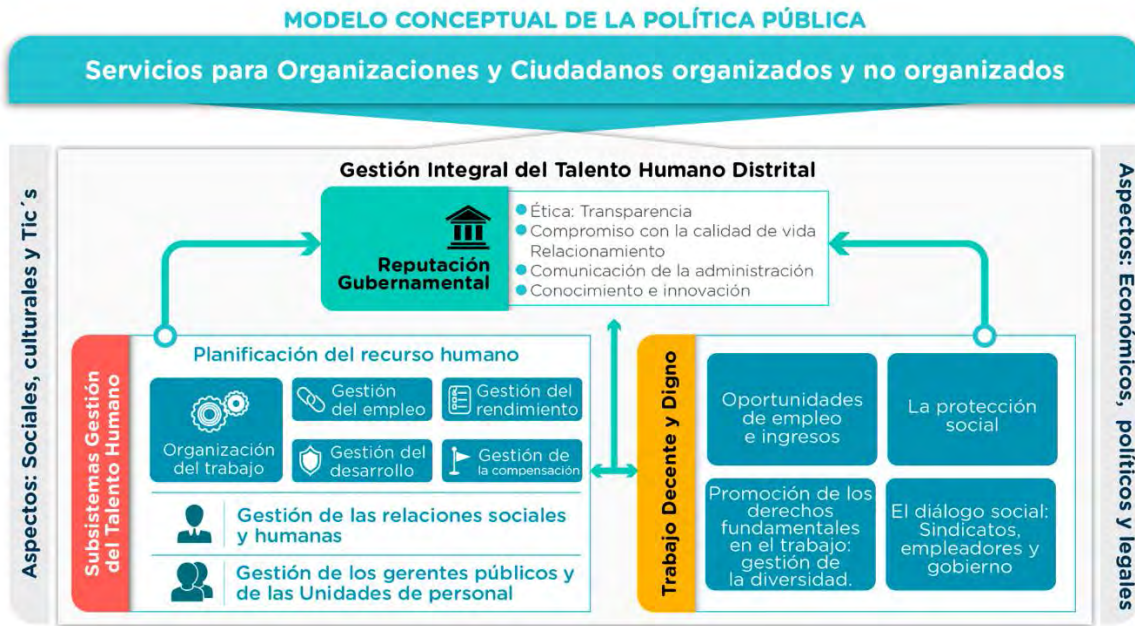 MODELO CONCEPTUAL DE LA POLÍTICA PÚBLICA
Servicios para Organizaciones y Ciudadanos organizados y no organizados
Aspectos: Sociales, culturales y Tic´s
Gestión Integral del Talento Humano Distrital
Reputación
Gubernamental
Ética: Transparencia
Compromiso con la calidad de vida
Relacionamiento
Comunicación de la administración
Conocimiento e innovación
Subsistemas Gestión
del Talento Humano
Planificación del recurso humano
Organización
del trabajo
Gestión
del empleo
Gestión del
rendimiento
Gestión del
desarrollo
Gestión de
la compensación
Gestión de las relaciones sociales
y humanas
Gestión de los gerentes públicos y
de las Unidades de personal
Trabajo Decente y Digno
Oportunidades
de empleo
e ingresos
La protección
social
Promoción de los
derechos
fundamentales
en el trabajo:
gestión de
la diversidad.
El diálogo social:
Sindicatos,
empleadores y
gobierno
Aspectos: Económicos, políticos y legales